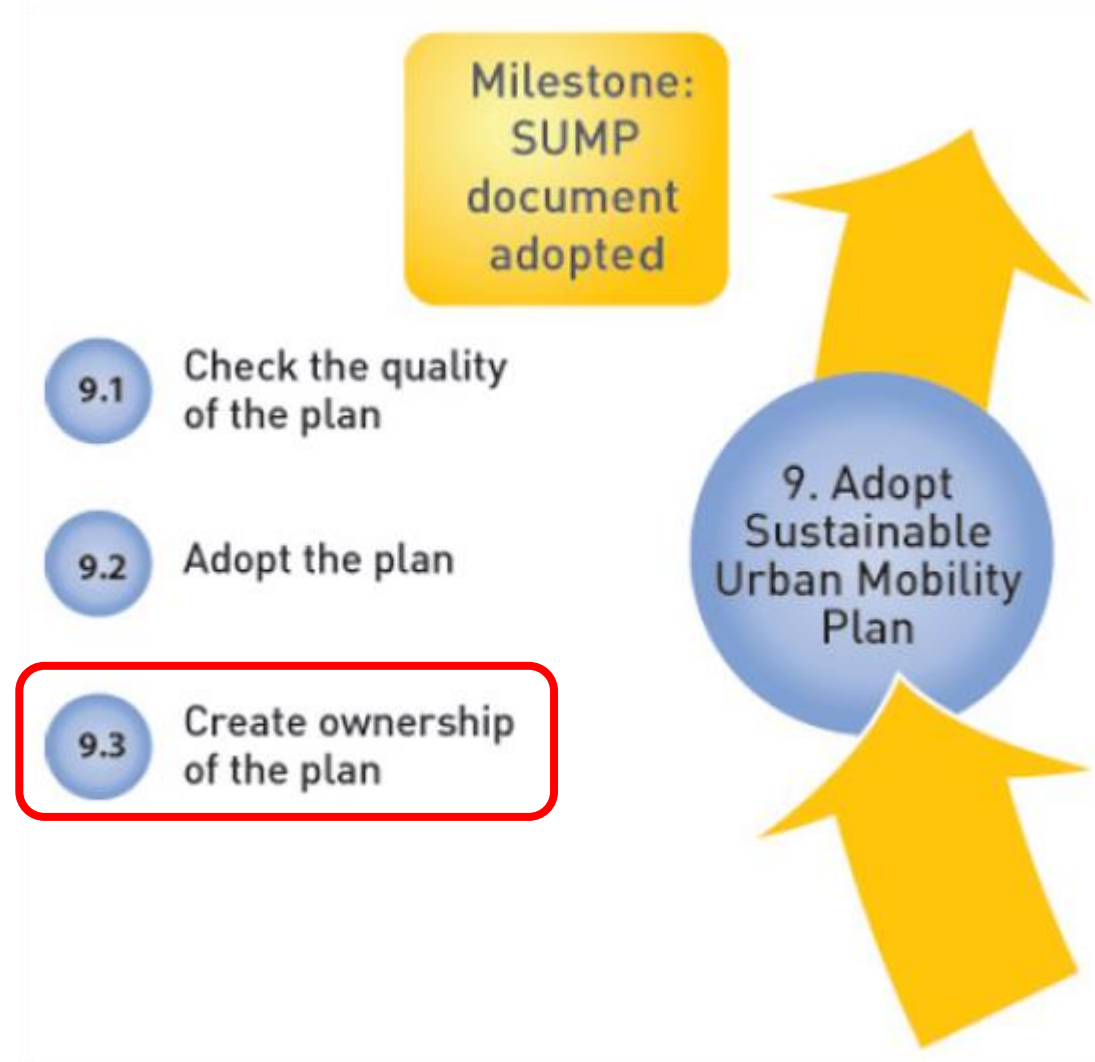 Milestone:
SUMP
document
adopted
9.1
Check the quality
of the plan
9.2
Adopt the plan
9.3
Create ownership
of the plan
9. Adopt
Sustainable
Urban Mobility
Plan